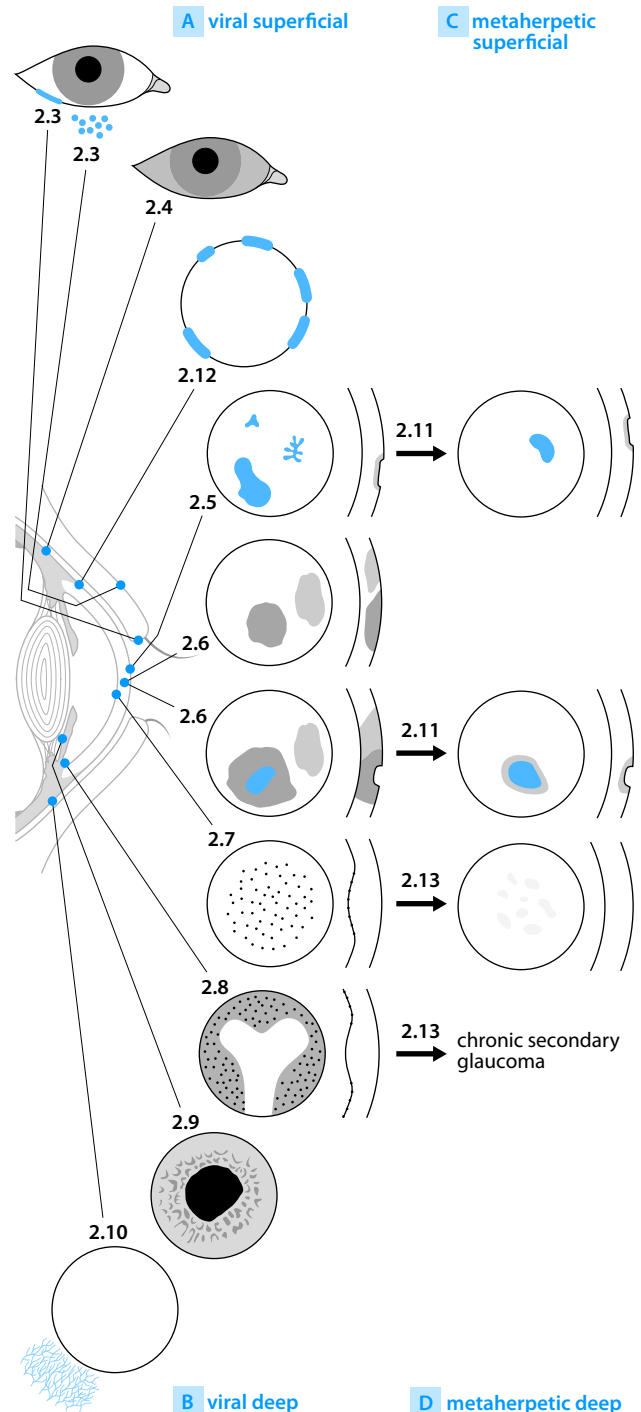 A viral superficial
C metaherpetic
superficial
2.3
2.3
2.4
2.12
2.11
2.5
2.6
2.6
2.11
2.7
2.13
2.8
2.13
chronic secondary
glaucoma
2.9
2.10
B viral deep
D metaherpetic deep